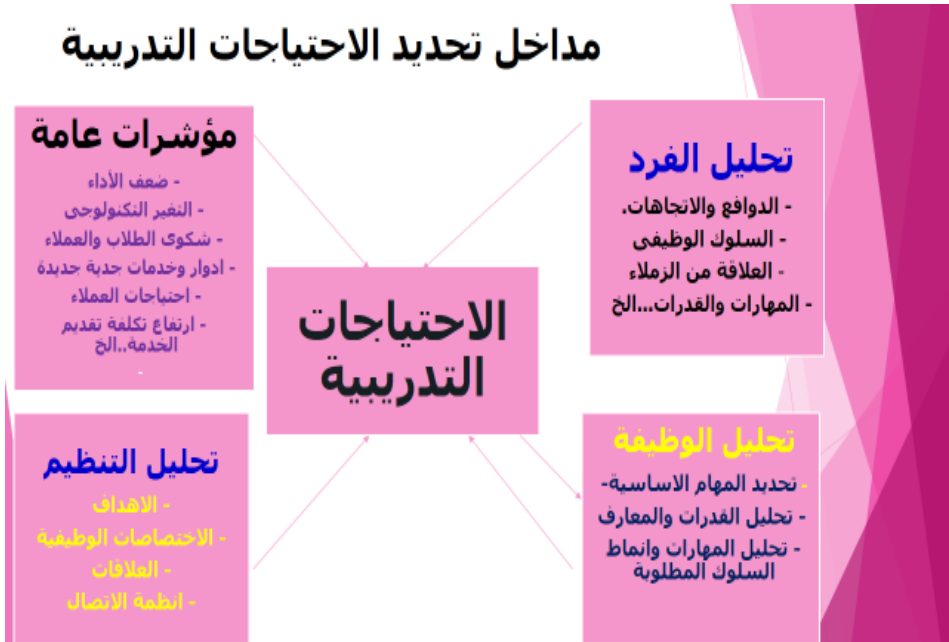 مداخل تحديد الاحتياجات التدريبية
تحليل الفرد
- الدوافع والاتجاهات.
- السلوك الوظيفى
- العلاقة من الزملاء
- المهارات والقدرات...الخ
مؤشرات عامة
- ضعف الأداء
- التغير التكنولوجى
- شكوى الطلاب والعملاء
- ادوار وخدمات جدية جديدة
- احتياجات العملاء
- ارتفاع تكلفة تقديم
الخدمة..الخ
-
الاحتياجات
التدريبية
تحليل الوظيفة
- تحديد المهام الاساسية-
- تحليل القدرات والمعارف
- تحليل المهارات وانماط
السلوك المطلوبة
تحليل التنظيم
- الاهداف
- الاختصاصات الوظيفية
- العلاقات
- انظمة الاتصال